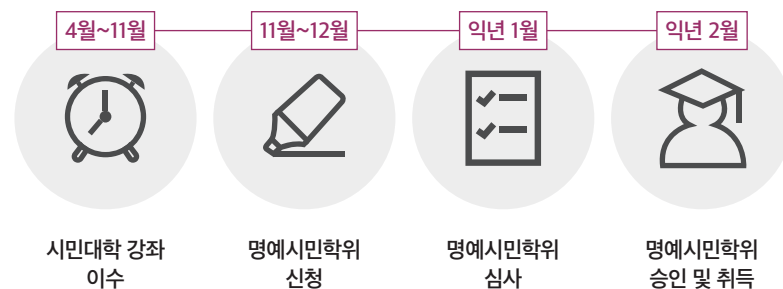 4월~11월
11월~12월
익년 1월
익년 2월
시민대학 강좌
이수
명예시민학위
신청
명예시민학위
심사
명예시민학위
승인 및 취득